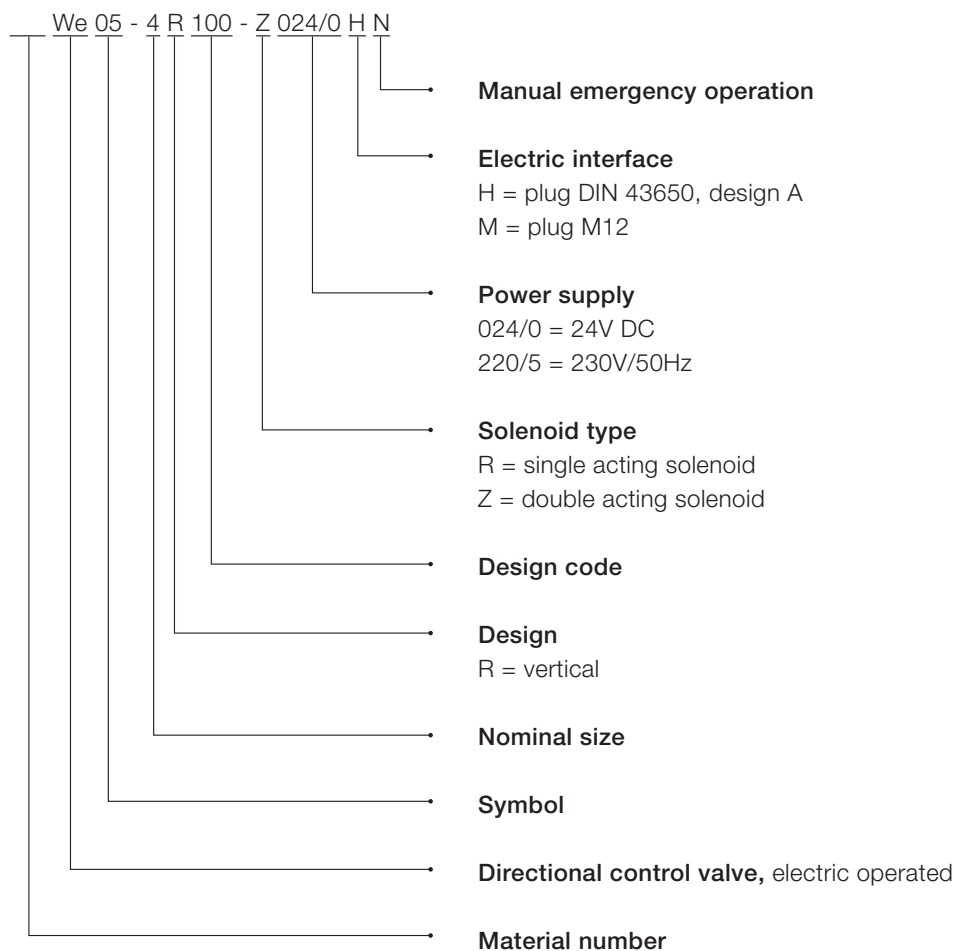 We 05 - 4 R 100 - Z 024/0 H N
Manual emergency operation
Electric interface
H = plug DIN 43650, design A
M = plug M12
Power supply
024/0 = 24V DC
220/5 = 230V/50Hz
Solenoid type
R = single acting solenoid
Z = double acting solenoid
Design code
Design
R = vertical
Nominal size
Symbol
Directional control valve, electric operated
Material number